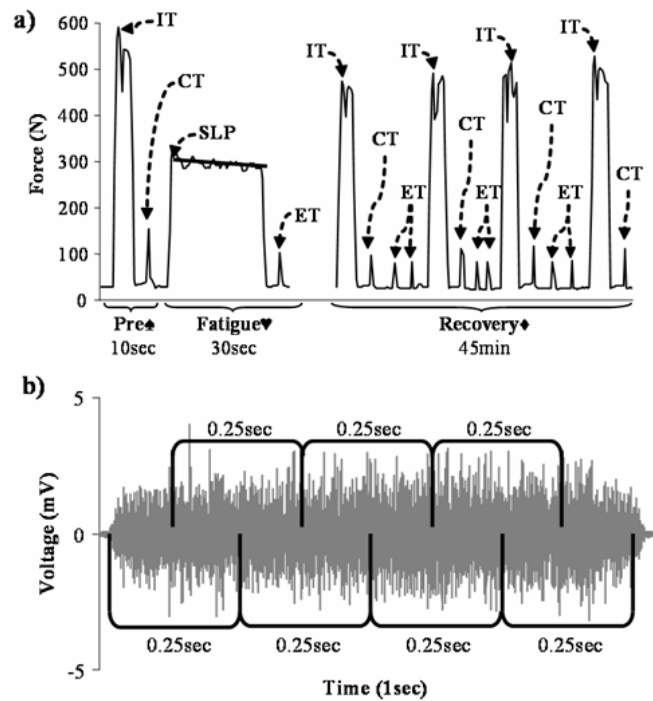 a)
600
500
400
300
200
100
0
Force (N)
IT
CT
SLP
ET
IT
CT
ET
IT
CT
ET
IT
CT
ET
IT
CT
Pre♠
10sec
Fatigue♥
30sec
Recovery♦
45min
b)
5
0
-5
Voltage (mV)
0.25sec
0.25sec
0.25sec
0.25sec
0.25sec
0.25sec
0.25sec
Time (1sec)